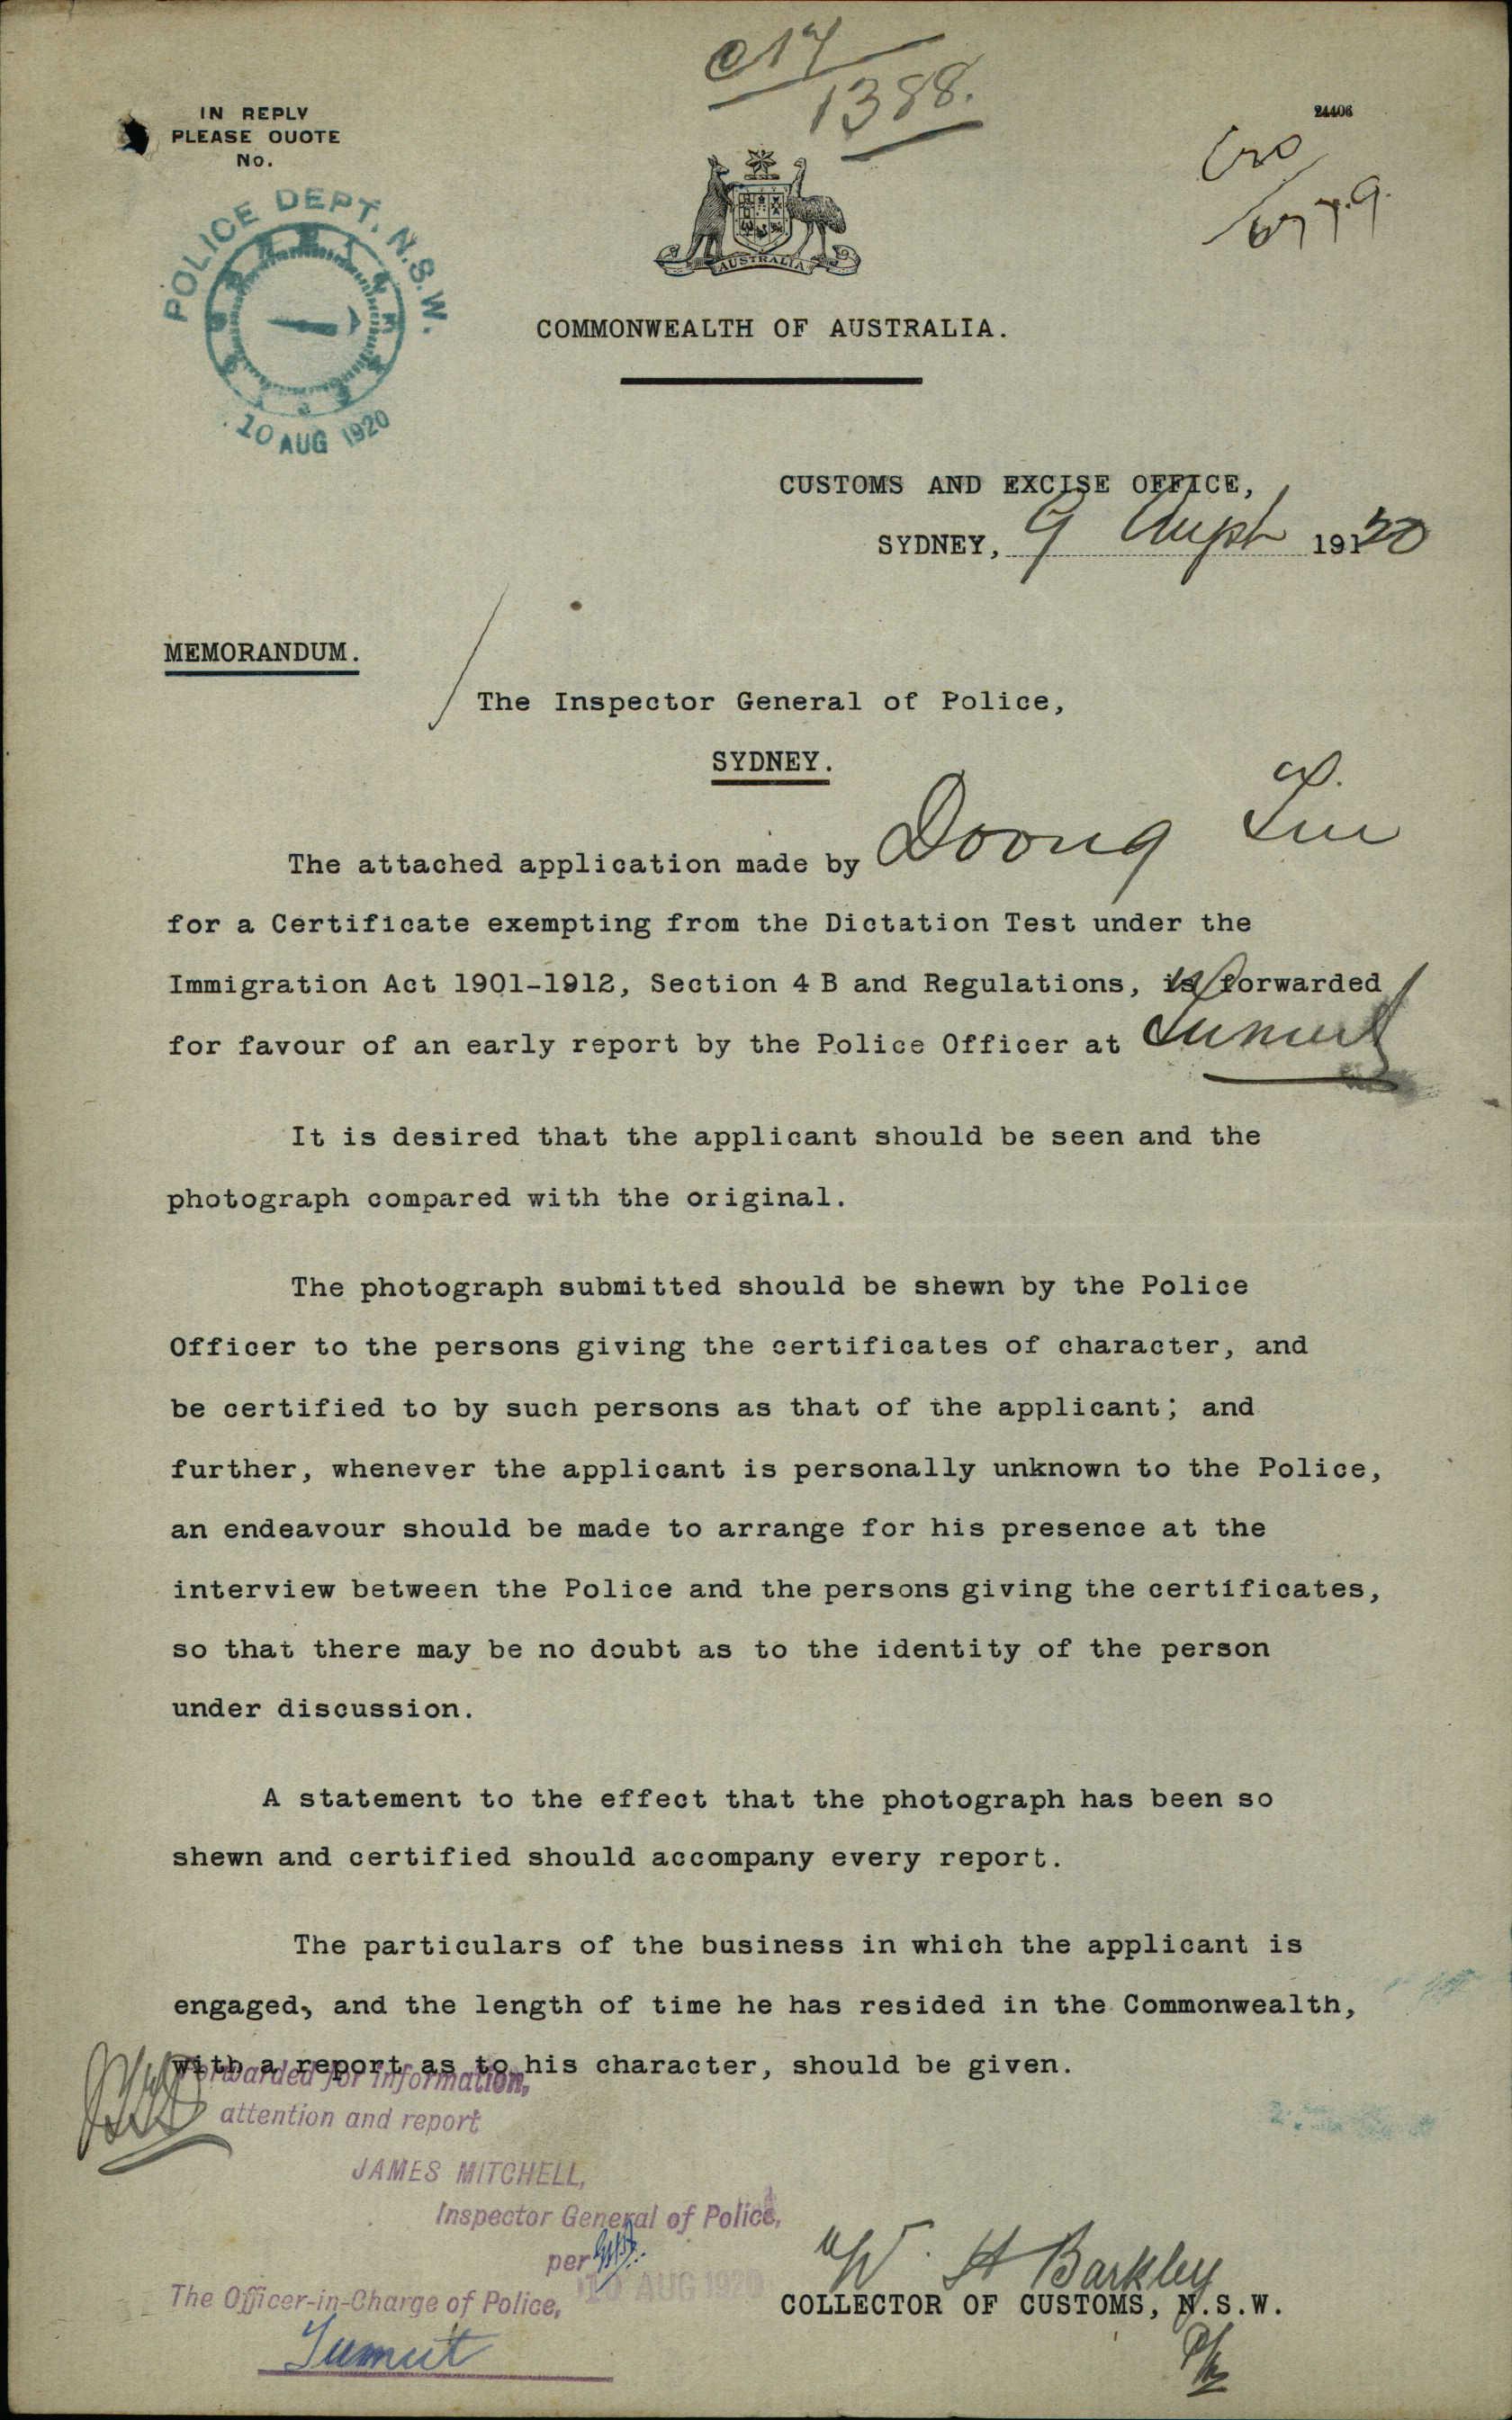 C17/
1388.
IN REPLY
PLEASE QUOTE
No.
24406
POLICE DEPT. N.S.W.
10 AUG 1920
AUSTRALIA
COMMONWEALTH OF AUSTRALIA.
CUSTOMS AND EXCISE OFFICE,
SYDNEY, 9 August 1920
MEMORANDUM.
The Inspector General of Police,
SYDNEY.
The attached application made by Doong
for a Certificate exempting from the Dictation Test under the
Immigration Act 1901-1912, Section 4 B and Regulations, is forwarded
for favour of an early report by the Police Officer at Tumut
It is desired that the applicant should be seen and the
photograph compared with the original.
The photograph submitted should be shewn by the Police
Officer to the persons giving the certificates of character, and
be certified to by such persons as that of the applicant; and
further, whenever the applicant is personally unknown to the Police,
an endeavour should be made to arrange for his presence at the
interview between the Police and the persons giving the certificates,
so that there may be no doubt as to the identity of the person
under discussion.
A statement to the effect that the photograph has been so
shewn and certified should accompany every report.
The particulars of the business in which the applicant is
engaged, and the length of time he has resided in the Commonwealth,
with a report as to his character, should be given.
Forwarded for information,
attention and report
JAMES MITCHELL,
Inspector General of Police,
per
10 AUG 1920
The Officer-in-Charge of Police,
Tumut
W. H Barkley
COLLECTOR OF CUSTOMS, N.S.W.